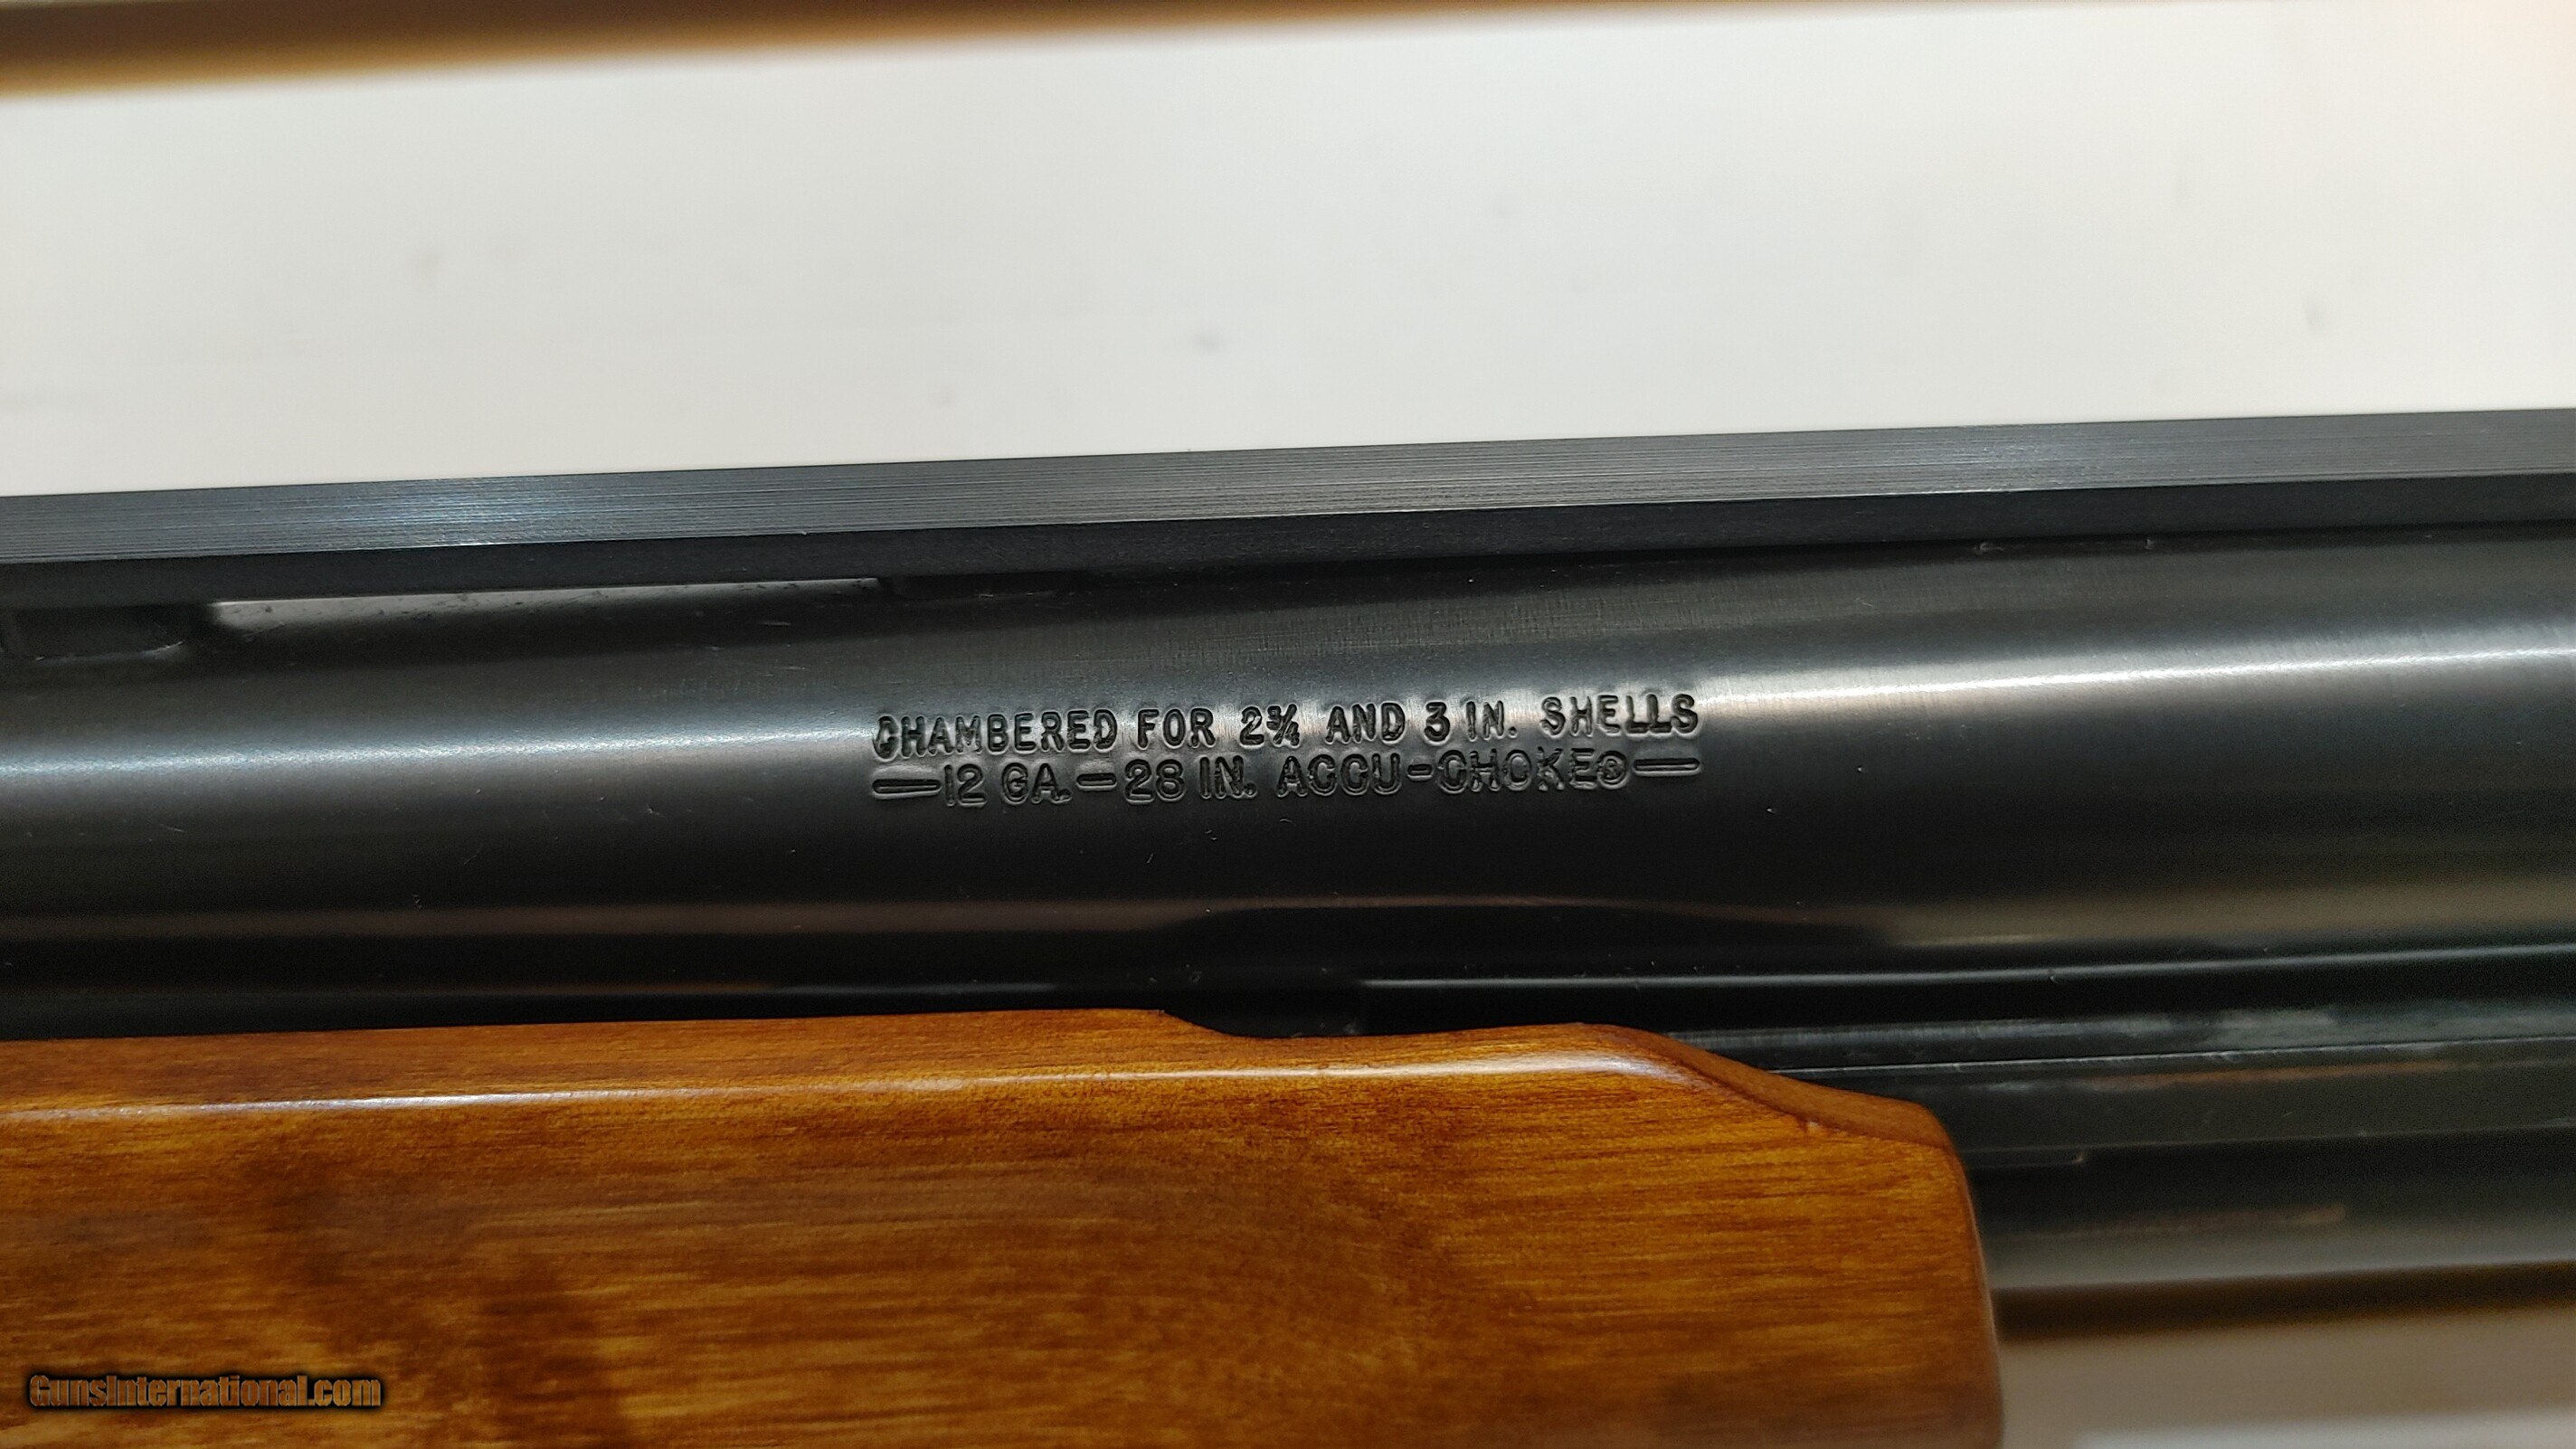 CHAMBERED FOR 2¾ AND 3 IN. SHELLS
—12 GA.—28 IN. ACCU-CHOKE®—
GunsInternational.com